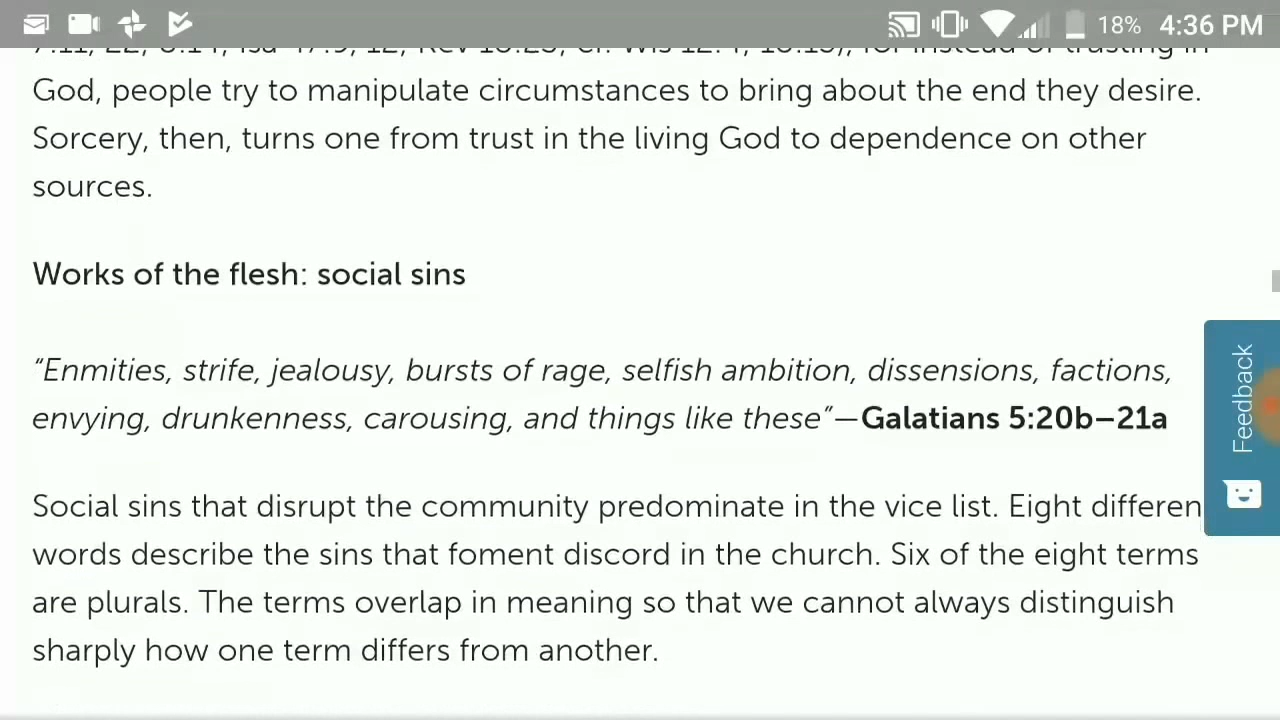 18% 4:36 PM
God, people try to manipulate circumstances to bring about the end they desire.
Sorcery, then, turns one from trust in the living God to dependence on other
sources.
Works of the flesh: social sins
“Enmities, strife, jealousy, bursts of rage, selfish ambition, dissensions, factions,
envying, drunkenness, carousing, and things like these”—Galatians 5:20b–21a
Feedback
Social sins that disrupt the community predominate in the vice list. Eight differen
words describe the sins that foment discord in the church. Six of the eight terms
are plurals. The terms overlap in meaning so that we cannot always distinguish
sharply how one term differs from another.